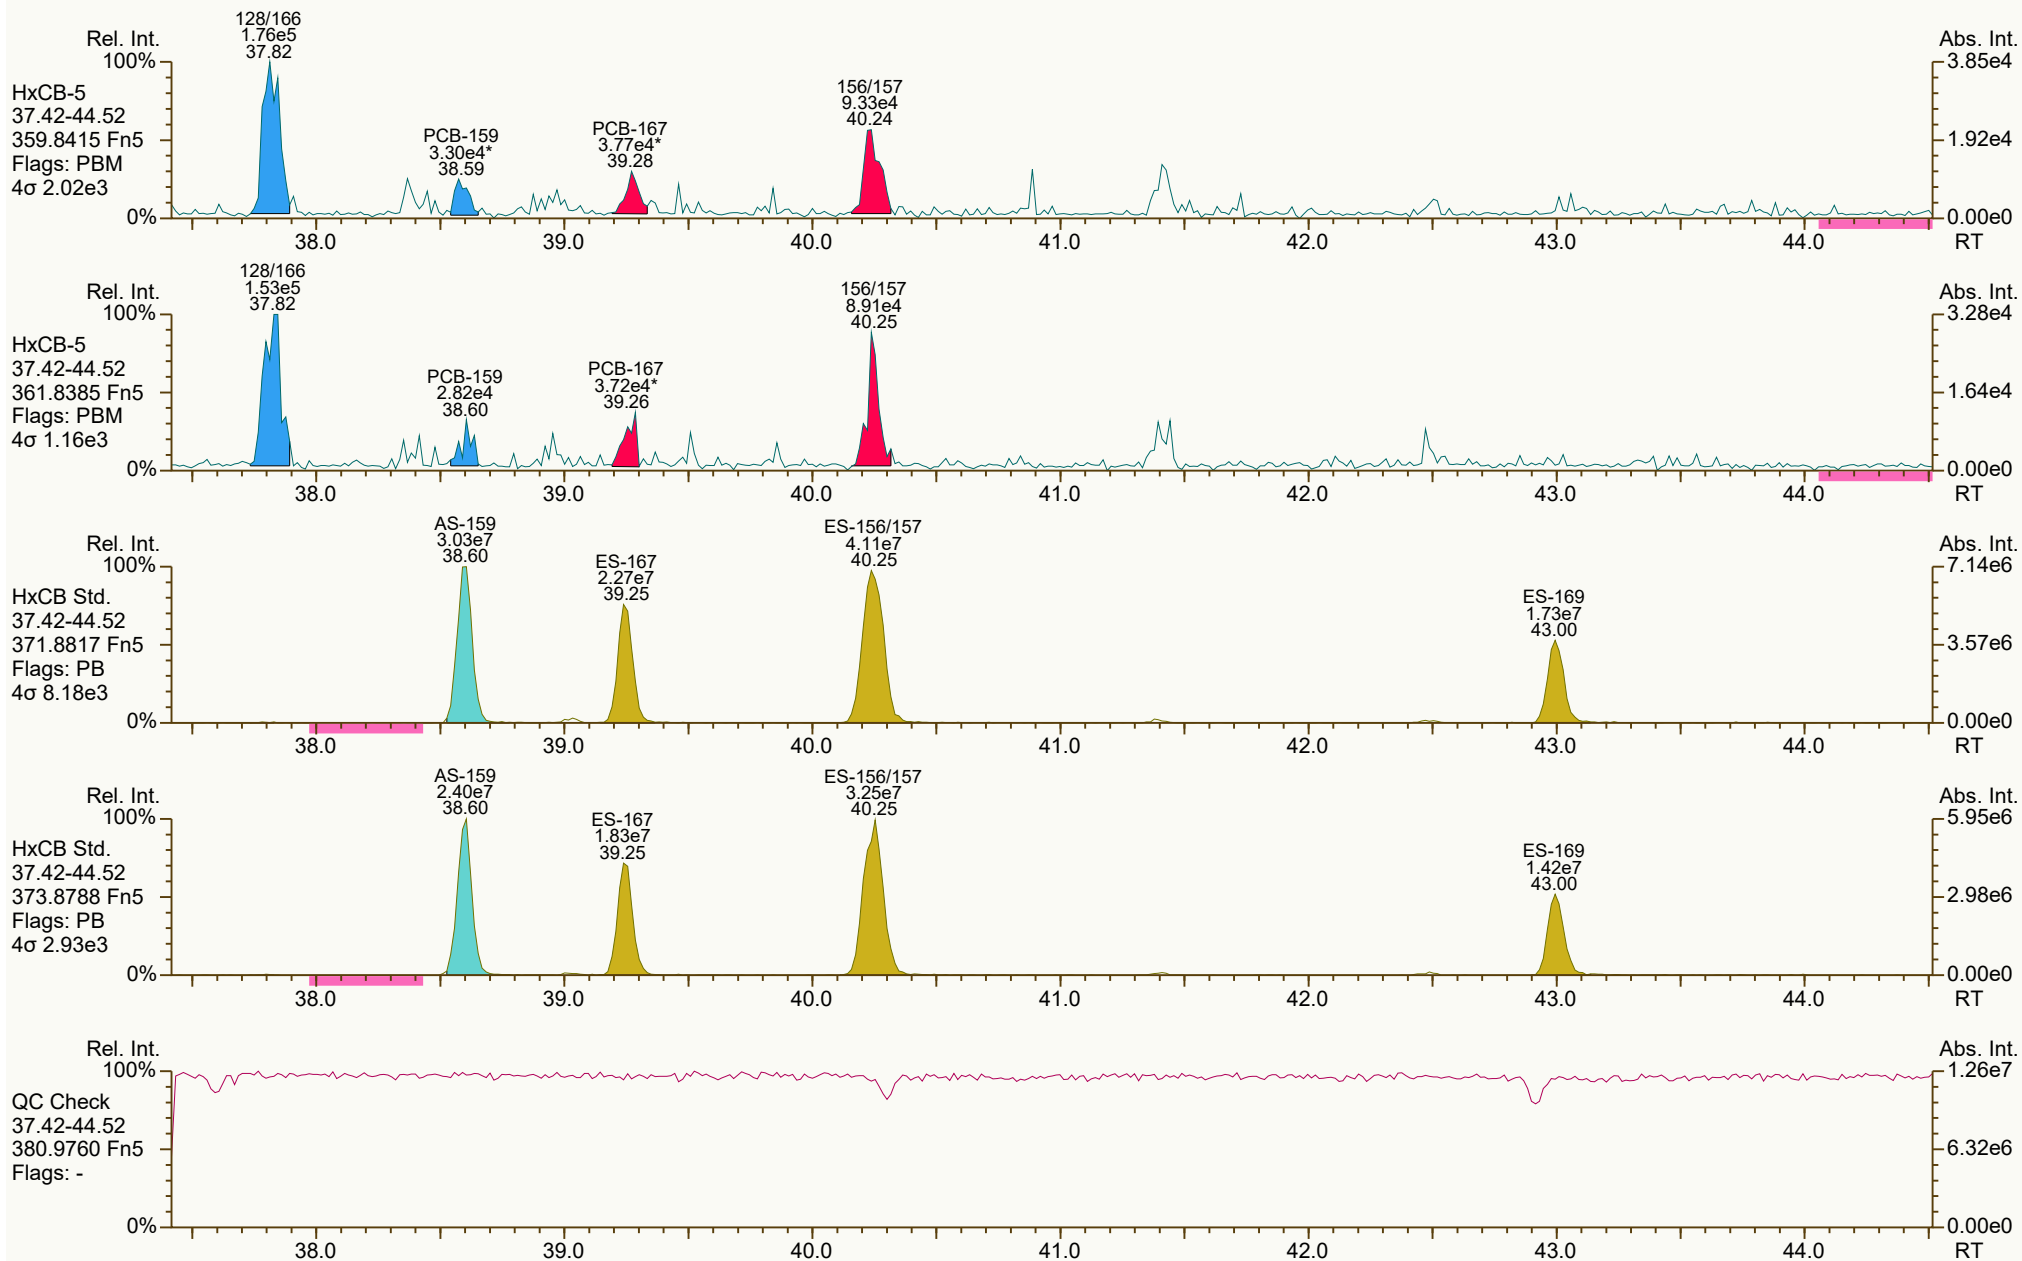 128/166
1.76e5
37.82
Rel. Int.
Abs. Int.
100%
3.85e4
HxCB-5
37.42-44.52
359.8415 Fn5
Flags: PBM
4σ 2.02e3
PCB-159
3.30e4*
38.59
PCB-167
3.77e4*
39.28
156/157
9.33e4
40.24
1.92e4
0%
0.00e0
38.0 39.0 40.0 41.0 42.0 43.0 44.0 RT
128/166
1.53e5
37.82
Rel. Int.
Abs. Int.
100%
3.28e4
HxCB-5
37.42-44.52
361.8385 Fn5
Flags: PBM
4σ 1.16e3
PCB-159
2.82e4
38.60
PCB-167
3.72e4*
39.26
156/157
8.91e4
40.25
1.64e4
0%
0.00e0
38.0 39.0 40.0 41.0 42.0 43.0 44.0 RT
AS-159
3.03e7
38.60
Rel. Int.
Abs. Int.
100%
7.14e6
HxCB Std.
37.42-44.52
371.8817 Fn5
Flags: PB
4σ 8.18e3
ES-167
2.27e7
39.25
ES-156/157
4.11e7
40.25
ES-169
1.73e7
43.00
3.57e6
0%
0.00e0
38.0 39.0 40.0 41.0 42.0 43.0 44.0 RT
AS-159
2.40e7
38.60
Rel. Int.
Abs. Int.
100%
5.95e6
HxCB Std.
37.42-44.52
373.8788 Fn5
Flags: PB
4σ 2.93e3
ES-167
1.83e7
39.25
ES-156/157
3.25e7
40.25
ES-169
1.42e7
43.00
2.98e6
0%
0.00e0
38.0 39.0 40.0 41.0 42.0 43.0 44.0 RT
Rel. Int.
Abs. Int.
100%
1.26e7
QC Check
37.42-44.52
380.9760 Fn5
Flags: -
6.32e6
0%
0.00e0
38.0 39.0 40.0 41.0 42.0 43.0 44.0 RT